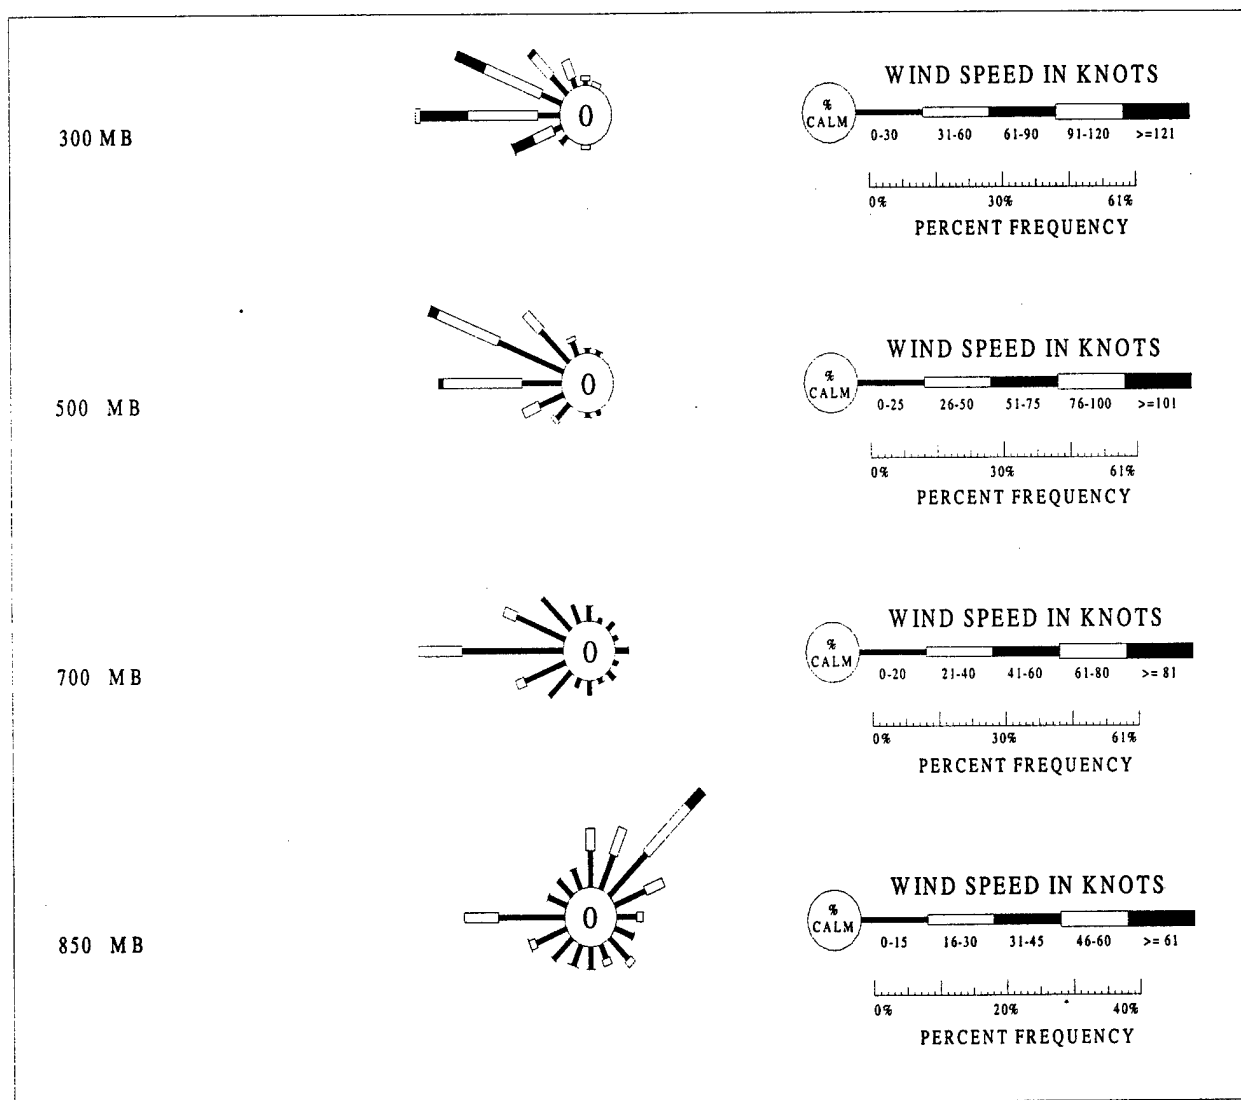 300 MB
0
WIND SPEED IN KNOTS
% CALM
0-30 31-60 61-90 91-120 >=121
0% 30% 61%
PERCENT FREQUENCY
500 MB
0
WIND SPEED IN KNOTS
% CALM
0-25 26-50 51-75 76-100 >=101
0% 30% 61%
PERCENT FREQUENCY
700 MB
0
WIND SPEED IN KNOTS
% CALM
0-20 21-40 41-60 61-80 >= 81
0% 30% 61%
PERCENT FREQUENCY
850 MB
0
WIND SPEED IN KNOTS
% CALM
0-15 16-30 31-45 46-60 >= 61
0% 20% 40%
PERCENT FREQUENCY